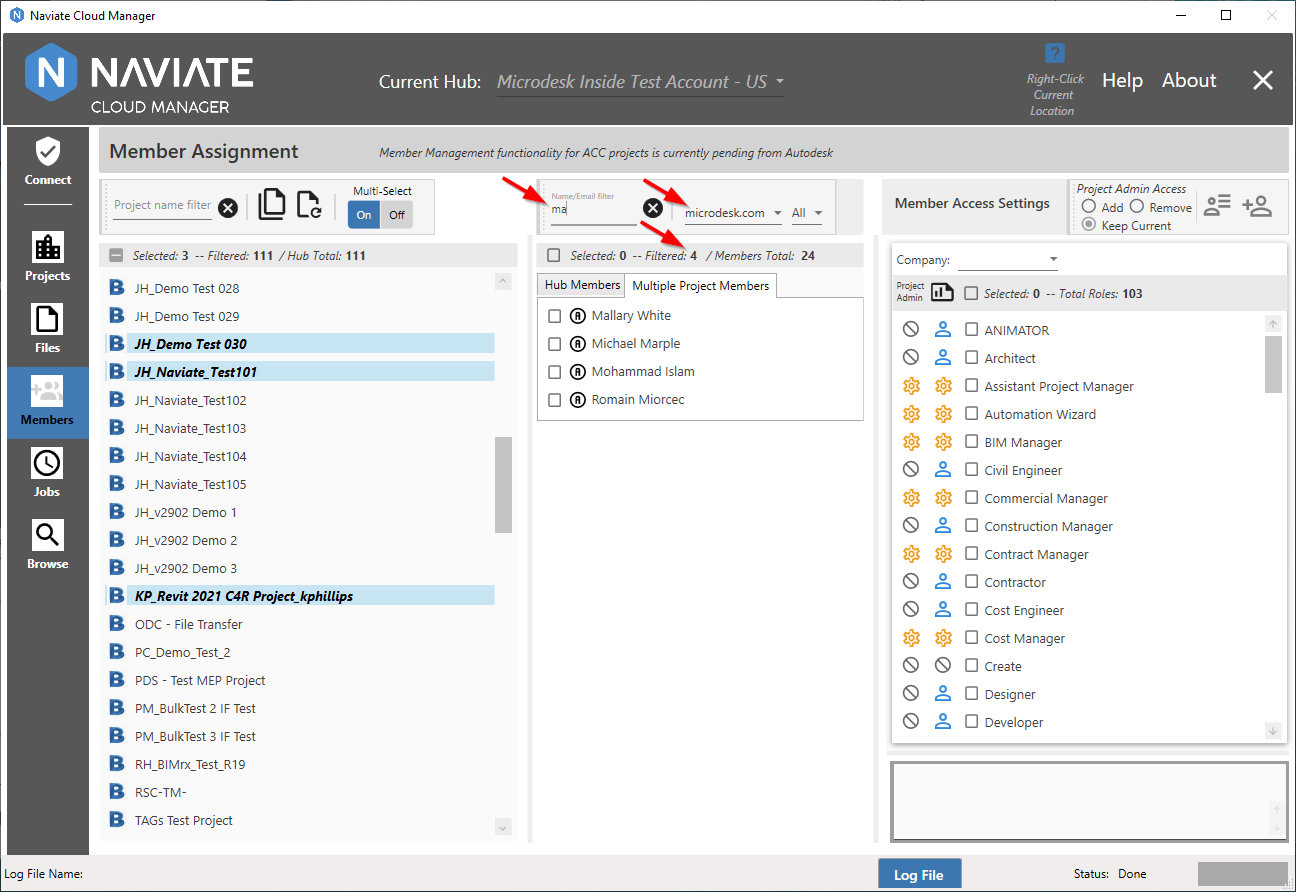 Naviate Cloud Manager
NAVIATE
CLOUD MANAGER
Current Hub: Microdesk Inside Test Account - US
?
Right-Click
Current
Location
Help
About
Connect
Projects
Files
Members
Jobs
Browse
Member Assignment
Member Management functionality for ACC projects is currently pending from Autodesk
Project name filter
Multi-Select
On
Off
Selected: 3 -- Filtered: 111 / Hub Total: 111
JH_Demo Test 028
JH_Demo Test 029
JH_Demo Test 030
JH_Naviate_Test101
JH_Naviate_Test102
JH_Naviate_Test103
JH_Naviate_Test104
JH_Naviate_Test105
JH_v2902 Demo 1
JH_v2902 Demo 2
JH_v2902 Demo 3
KP_Revit 2021 C4R Project_kphillips
ODC - File Transfer
PC_Demo_Test_2
PDS - Test MEP Project
PM_BulkTest 2 IF Test
PM_BulkTest 3 IF Test
RH_BIMrx_Test_R19
RSC-TM-
TAGs Test Project
Name/Email filter
ma
microdesk.com
All
Selected: 0 -- Filtered: 4 / Members Total: 24
Hub Members
Multiple Project Members
Mallary White
Michael Marple
Mohammad Islam
Romain Miorcec
Member Access Settings
Project Admin Access
Add
Remove
Keep Current
Company:
Project
Admin
Selected: 0 -- Total Roles: 103
ANIMATOR
Architect
Assistant Project Manager
Automation Wizard
BIM Manager
Civil Engineer
Commercial Manager
Construction Manager
Contract Manager
Contractor
Cost Engineer
Cost Manager
Create
Designer
Developer
Log File Name:
Log File
Status: Done